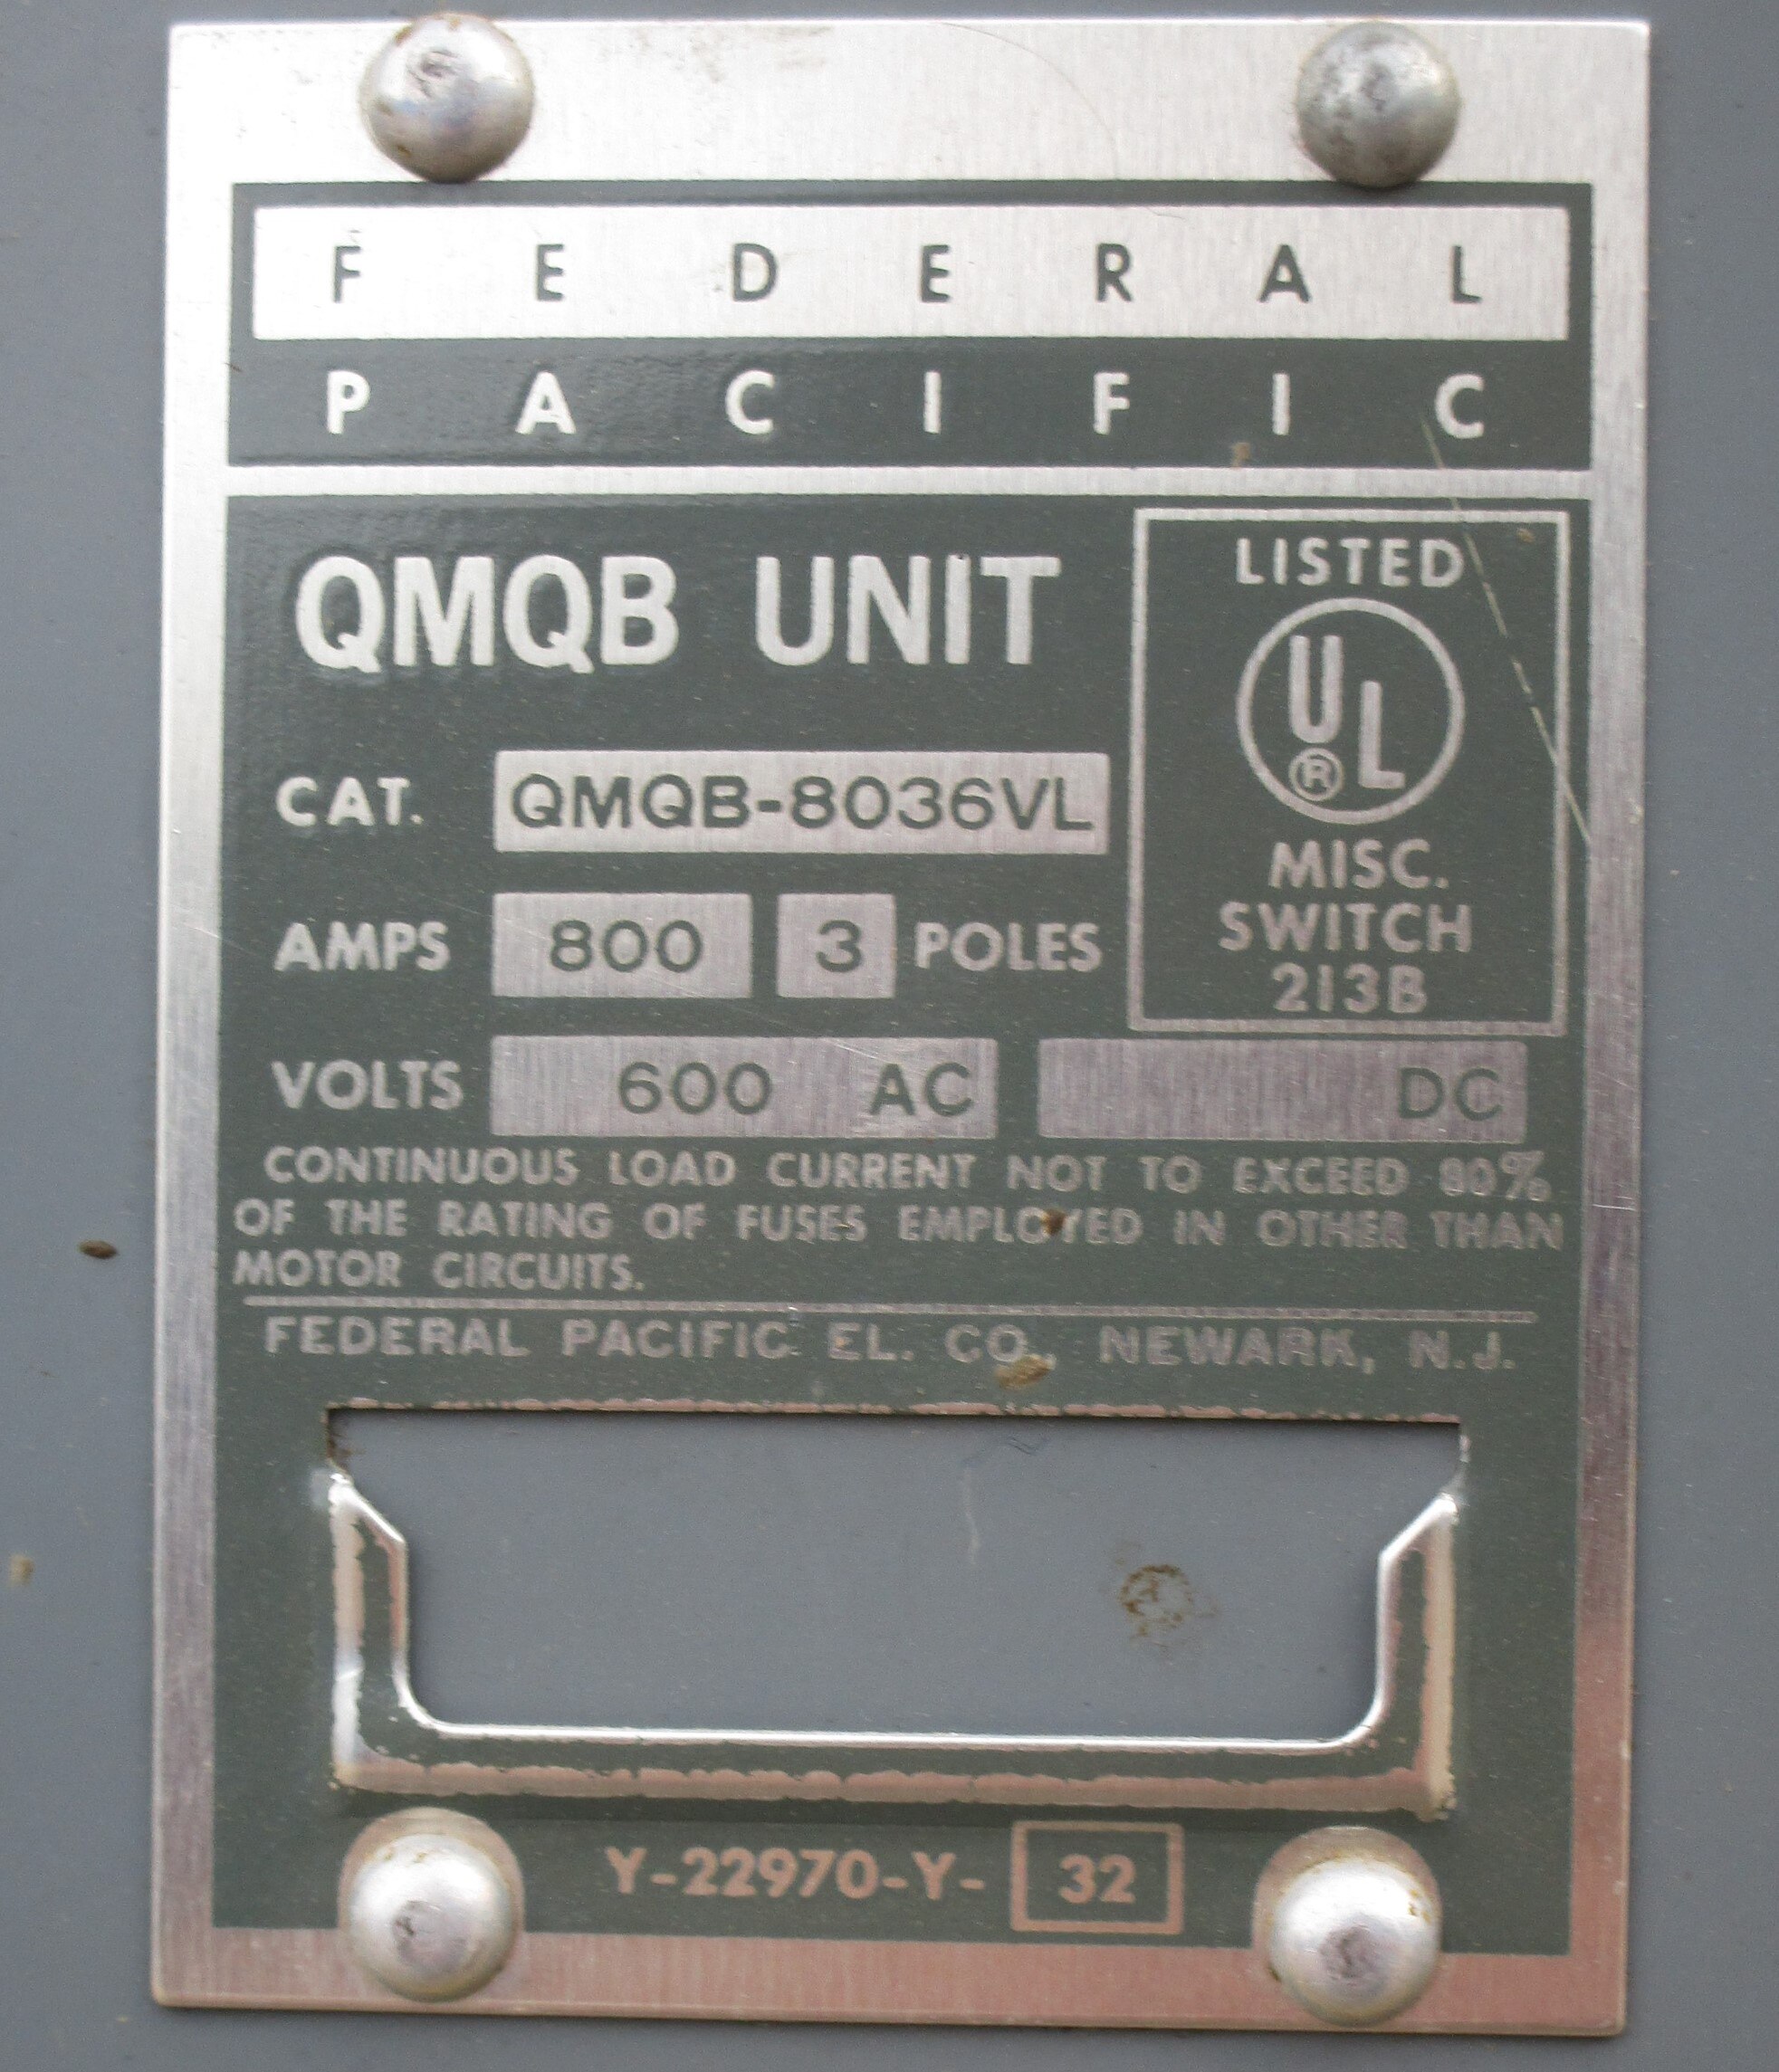 FEDERAL
PACIFIC
QMQB UNIT
LISTED
UL
®
MISC.
SWITCH
213B
CAT. QMQB-8036VL
AMPS 800 3 POLES
VOLTS 600 AC DC
CONTINUOUS LOAD CURRENT NOT TO EXCEED 80%
OF THE RATING OF FUSES EMPLOYED IN OTHER THAN
MOTOR CIRCUITS.
FEDERAL PACIFIC EL. CO., NEWARK, N.J.
Y-22970-Y- 32